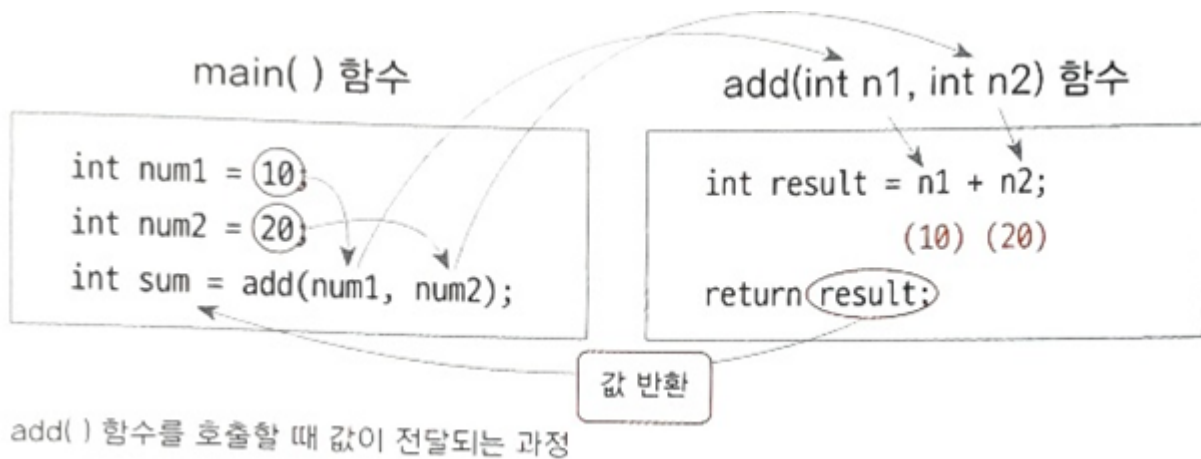 main( ) 함수
int num1 = 10;
int num2 = 20;
int sum = add(num1, num2);
add(int n1, int n2) 함수
int result = n1 + n2;
(10) (20)
return result;
값 반환
add( ) 함수를 호출할 때 값이 전달되는 과정